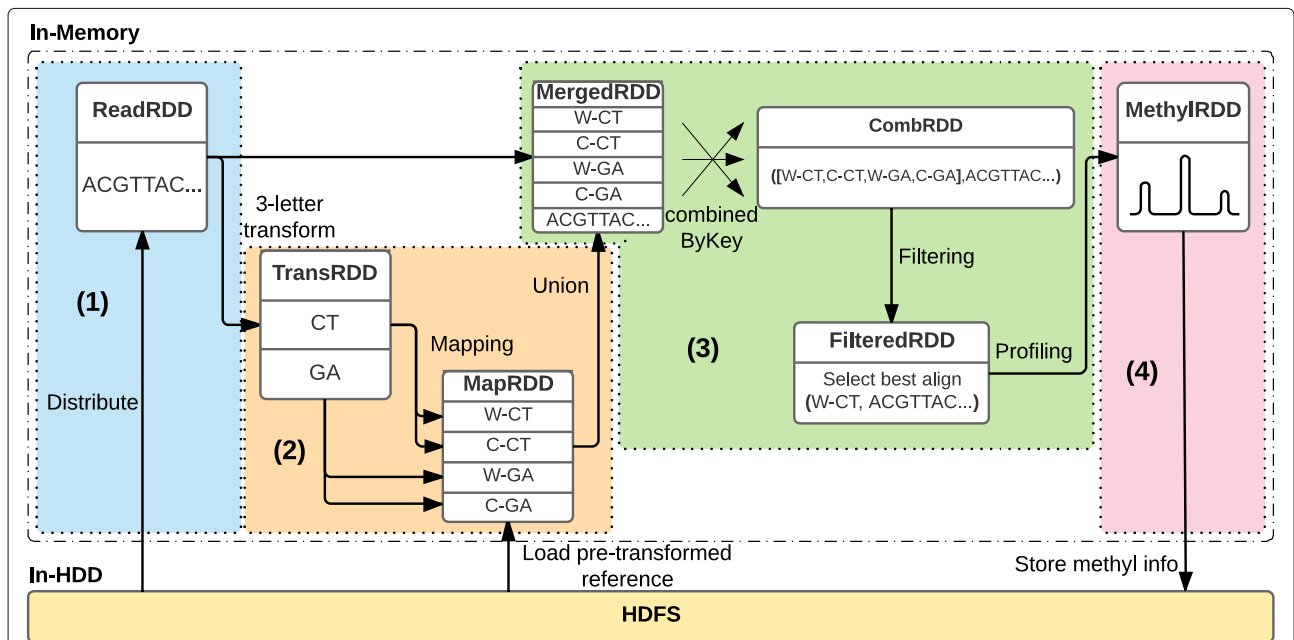 In-Memory
ReadRDD
ACGTTAC...
(1)
Distribute
3-letter
transform
TransRDD
CT
GA
(2)
Mapping
MapRDD
W-CT
C-CT
W-GA
C-GA
Union
MergedRDD
W-CT
C-CT
W-GA
C-GA
ACGTTAC...
combined
ByKey
CombRDD
([W-CT,C-CT,W-GA,C-GA],ACGTTAC...)
Filtering
(3)
FilteredRDD
Select best align
(W-CT, ACGTTAC...)
Profiling
MethylRDD
(4)
Load pre-transformed
reference
Store methyl info
In-HDD
HDFS